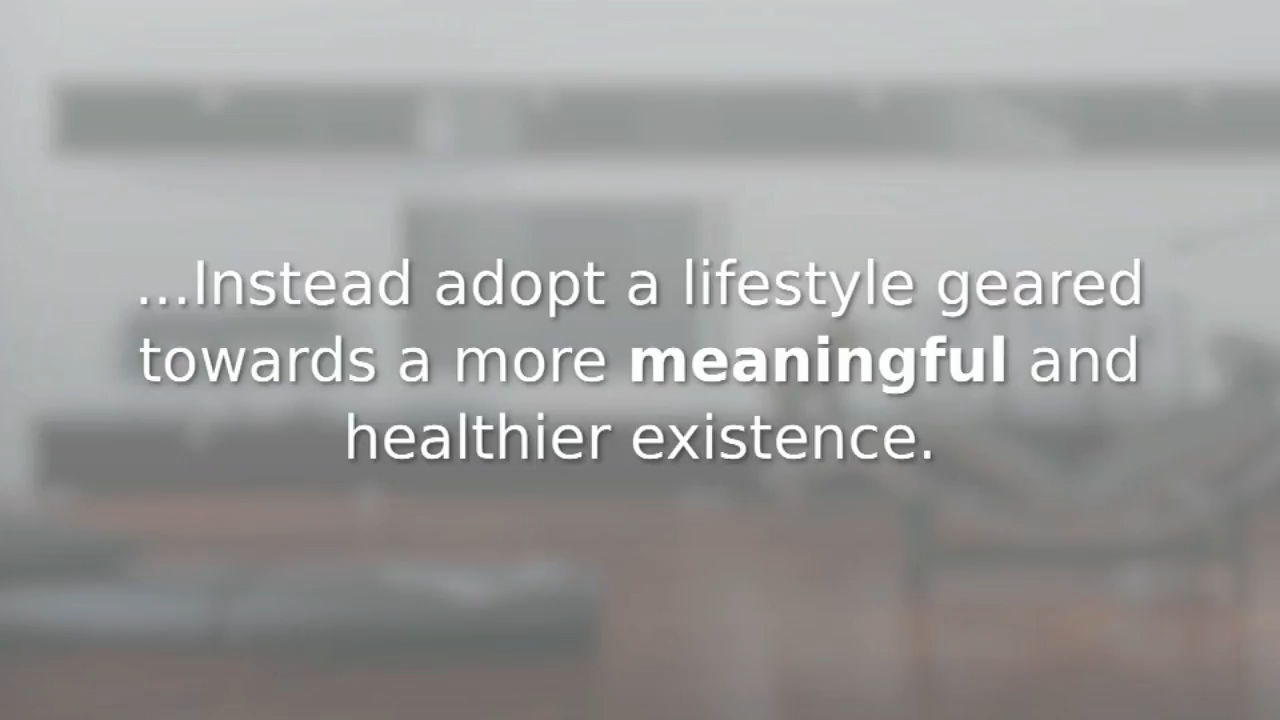 ...Instead adopt a lifestyle geared
towards a more meaningful and
healthier existence.